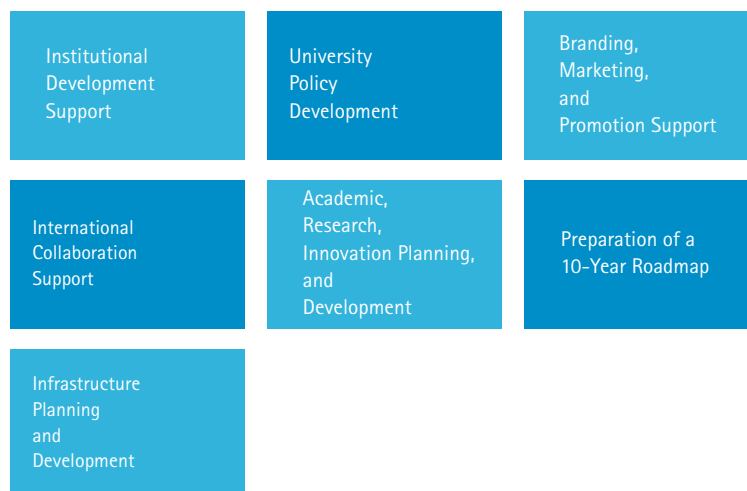 Institutional
Development
Support
University
Policy
Development
Branding,
Marketing,
and
Promotion Support
International
Collaboration
Support
Academic,
Research,
Innovation Planning,
and
Development
Preparation of a
10-Year Roadmap
Infrastructure
Planning
and
Development